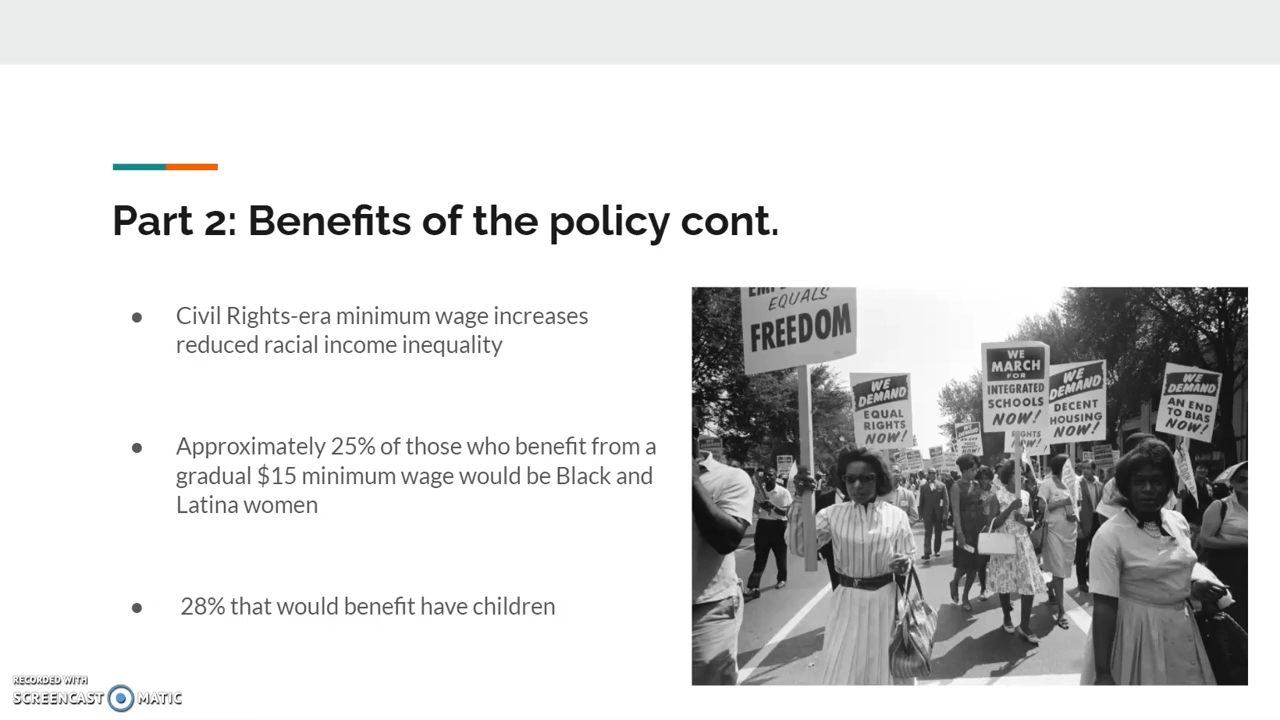 Part 2: Benefits of the policy cont.
● Civil Rights-era minimum wage increases
reduced racial income inequality
● Approximately 25% of those who benefit from a
gradual $15 minimum wage would be Black and
Latina women
● 28% that would benefit have children
EQUALS
FREEDOM
WE
DEMAND
EQUAL
RIGHTS
NOW!
WE
MARCH
FOR
INTEGRATED
SCHOOLS
NOW!
WE
DEMAND
DECENT
HOUSING
NOW!
WE
DEMAND
AN END
TO BIAS
NOW!
RIGHTS
NOW!
RECORDED WITH
SCREENCAST MATIC